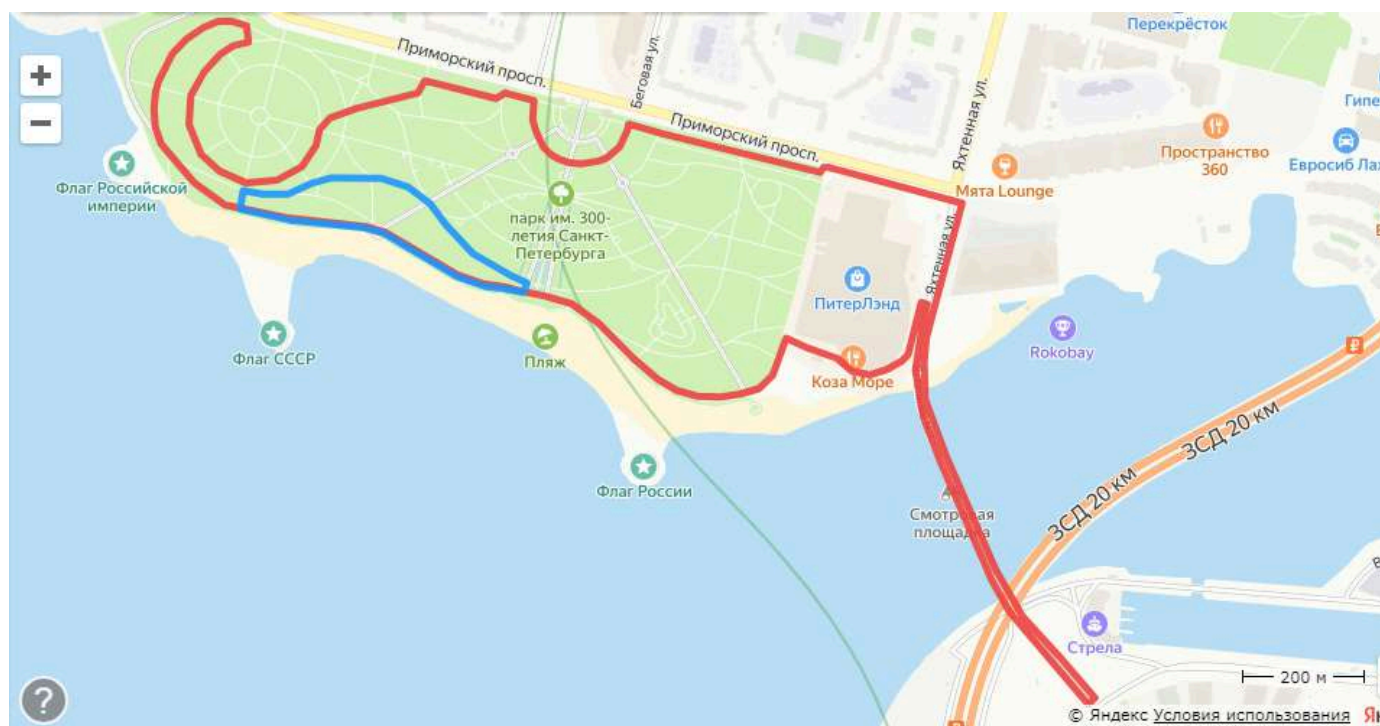 Перекрёсток
Гипе
Приморский просп.
Беговая ул.
Яхтенная ул.
Приморский просп.
Пространство
360
Евросиб Лах
Мята Lounge
Флаг Российской
империи
парк им. 300-
летия Санкт-
Петербурга
Яхтенная ул.
ПитерЛэнд
Флаг СССР
Пляж
Rokobay
Коза Море
ЗСД 20 км
Флаг России
ЗСД 20 км
Смотровая
площадка
Стрела
200 м
© Яндекс Условия использования Я